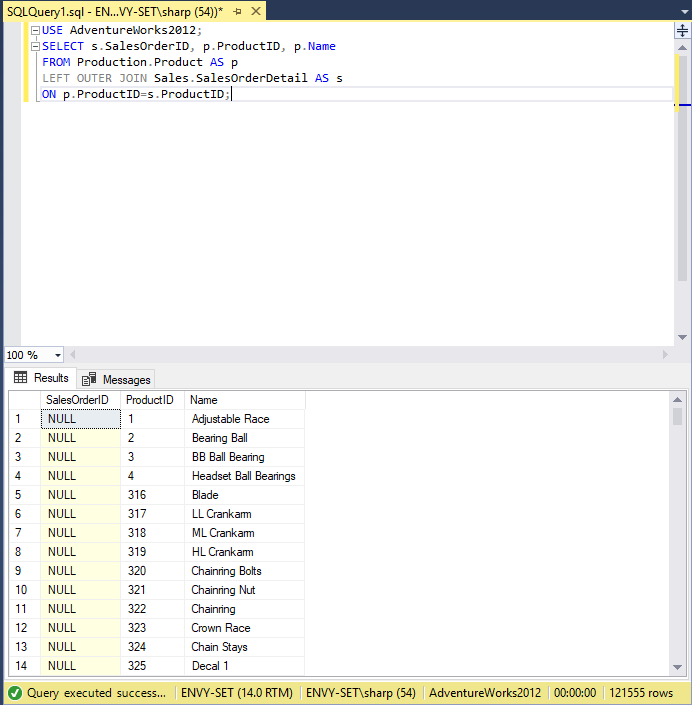 SQLQuery1.sql - EN...VY-SET\sharp (54))*
USE AdventureWorks2012;
SELECT s.SalesOrderID, p.ProductID, p.Name
FROM Production.Product AS p
LEFT OUTER JOIN Sales.SalesOrderDetail AS s
ON p.ProductID=s.ProductID;
100 %
Results Messages
SalesOrderID ProductID Name
1 NULL 1 Adjustable Race
2 NULL 2 Bearing Ball
3 NULL 3 BB Ball Bearing
4 NULL 4 Headset Ball Bearings
5 NULL 316 Blade
6 NULL 317 LL Crankarm
7 NULL 318 ML Crankarm
8 NULL 319 HL Crankarm
9 NULL 320 Chainring Bolts
10 NULL 321 Chainring Nut
11 NULL 322 Chainring
12 NULL 323 Crown Race
13 NULL 324 Chain Stays
14 NULL 325 Decal 1
Query executed success... ENVY-SET (14.0 RTM) ENVY-SET\sharp (54) AdventureWorks2012 00:00:00 121555 rows